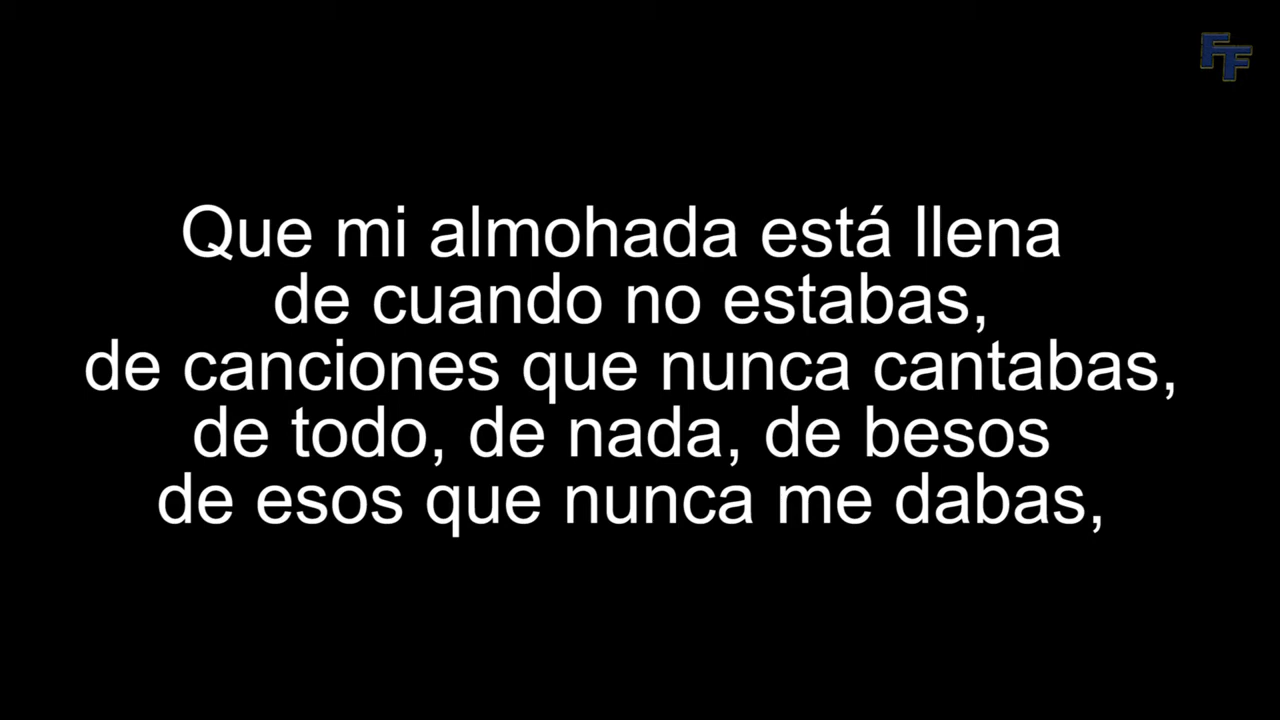 FTF
Que mi almohada está llena
de cuando no estabas,
de canciones que nunca cantabas,
de todo, de nada, de besos
de esos que nunca me dabas,